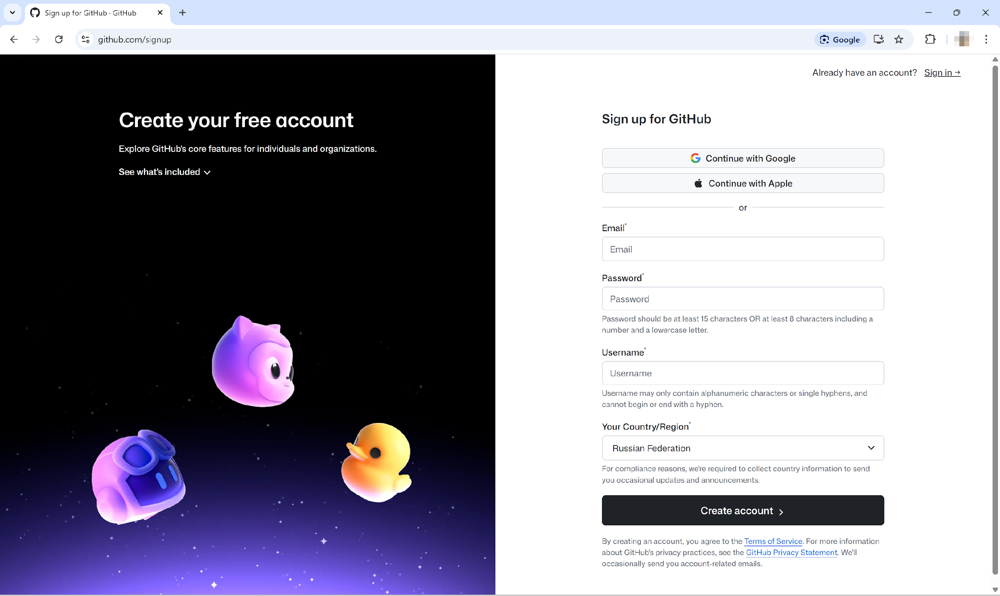 Sign up for GitHub · GitHub
github.com/signup
Google
Already have an account? Sign in →
Create your free account
Explore GitHub's core features for individuals and organizations.
See what's included
Sign up for GitHub
Continue with Google
Continue with Apple
or
Email*
Email
Password*
Password
Password should be at least 15 characters OR at least 8 characters including a
number and a lowercase letter.
Username*
Username
Username may only contain alphanumeric characters or single hyphens, and
cannot begin or end with a hyphen.
Your Country/Region*
Russian Federation
For compliance reasons, we're required to collect country information to send
you occasional updates and announcements.
Create account
By creating an account, you agree to the Terms of Service. For more information
about GitHub's privacy practices, see the GitHub Privacy Statement. We'll
occasionally send you account-related emails.